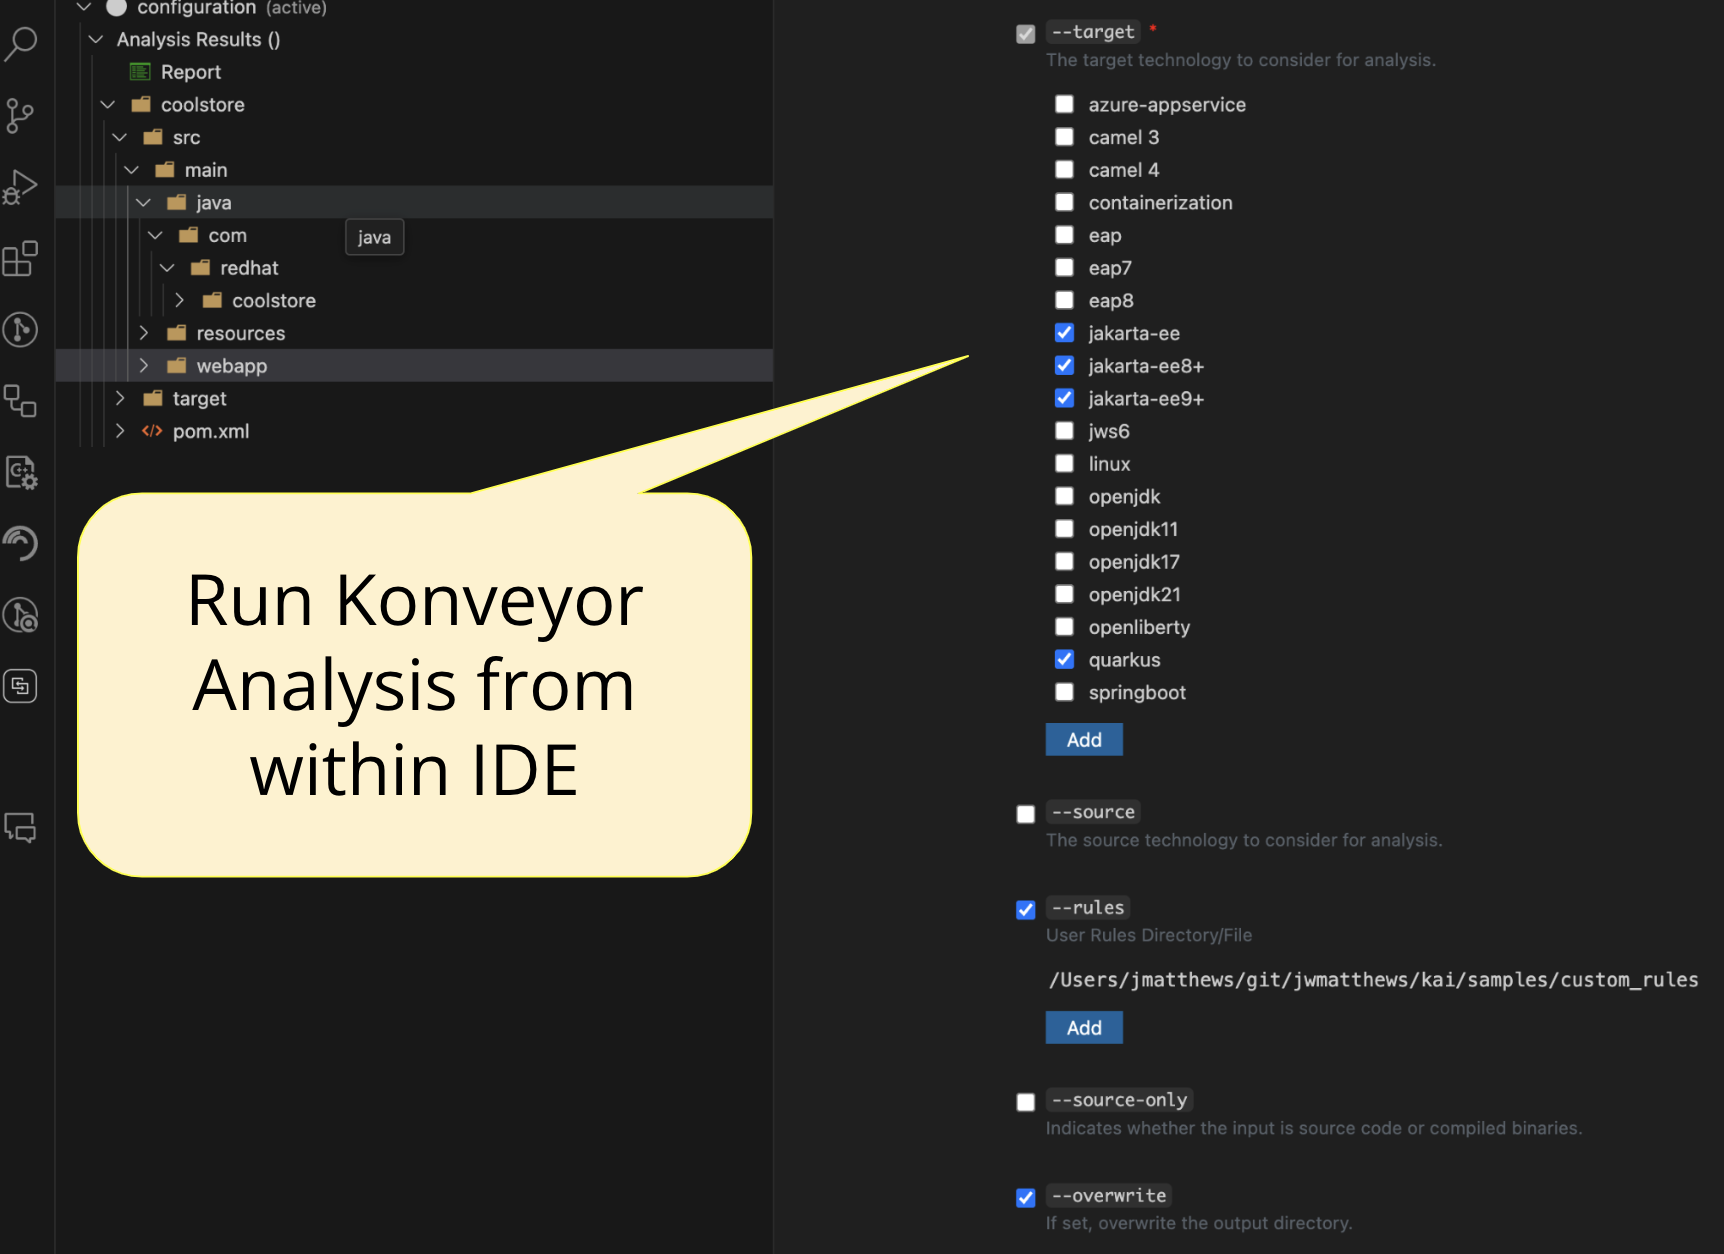 configuration (active)
Analysis Results ()
Report
coolstore
src
main
java
com
java
redhat
coolstore
resources
webapp
target
pom.xml
Run Konveyor
Analysis from
within IDE
--target *
The target technology to consider for analysis.
azure-appservice
camel 3
camel 4
containerization
eap
eap7
eap8
jakarta-ee
jakarta-ee8+
jakarta-ee9+
jws6
linux
openjdk
openjdk11
openjdk17
openjdk21
openliberty
quarkus
springboot
Add
--source
The source technology to consider for analysis.
--rules
User Rules Directory/File
/Users/jmatthews/git/jwmatthews/kai/samples/custom_rules
Add
--source-only
Indicates whether the input is source code or compiled binaries.
--overwrite
If set, overwrite the output directory.